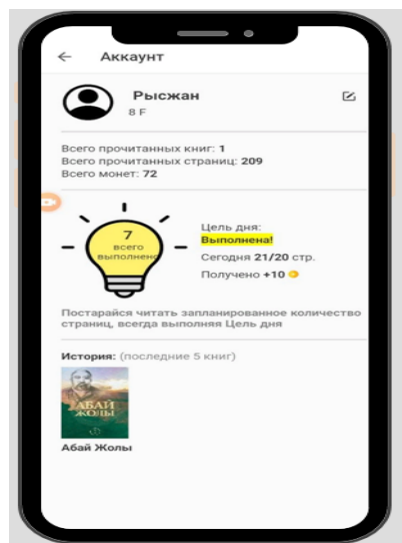 Аккаунт
Рысжан
8 F
Всего прочитанных книг: 1
Всего прочитанных страниц: 209
Всего монет: 72
7
всего
выполнено
Цель дня:
Выполнена!
Сегодня 21/20 стр.
Получено +10
Постарайся читать запланированное количество
страниц, всегда выполняя Цель дня
История: (последние 5 книг)
АБАЙ
ЖОЛЫ
Абай Жолы